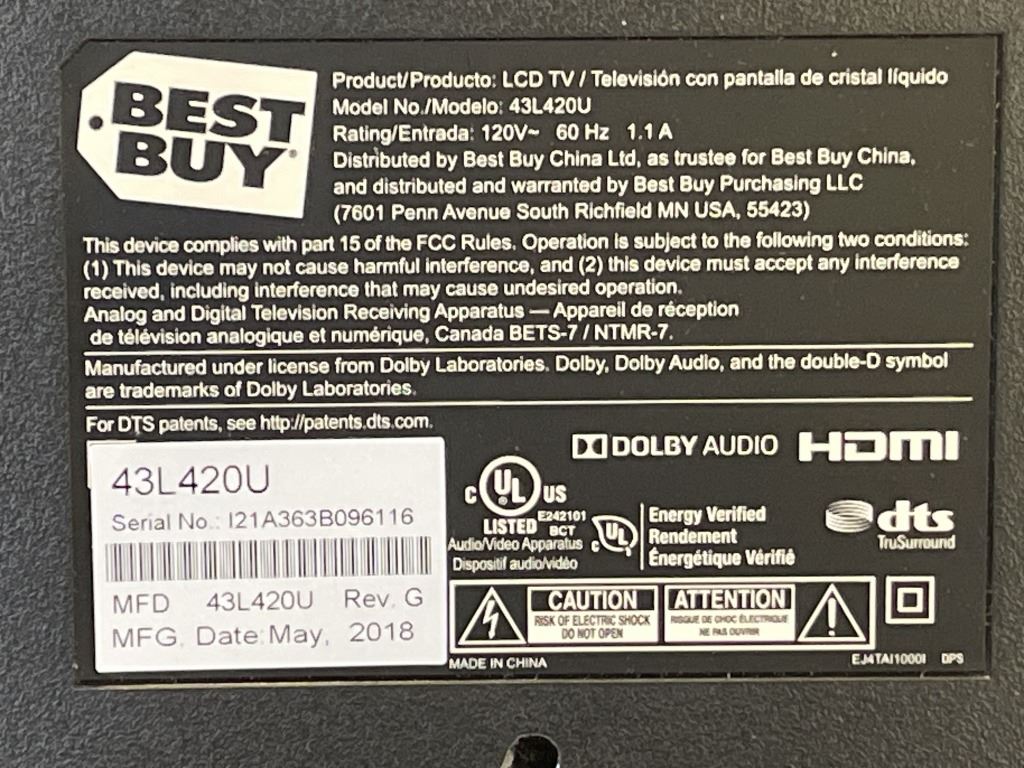 BEST
BUY
Product/Producto: LCD TV / Televisión con pantalla de cristal líquido
Model No./Modelo: 43L420U
Rating/Entrada: 120V~ 60 Hz 1.1 A
Distributed by Best Buy China Ltd, as trustee for Best Buy China,
and distributed and warranted by Best Buy Purchasing LLC
(7601 Penn Avenue South Richfield MN USA, 55423)
This device complies with part 15 of the FCC Rules. Operation is subject to the following two conditions:
(1) This device may not cause harmful interference, and (2) this device must accept any interference
received, including interference that may cause undesired operation.
Analog and Digital Television Receiving Apparatus — Appareil de réception
de télévision analogique et numérique, Canada BETS-7 / NTMR-7.
Manufactured under license from Dolby Laboratories. Dolby, Dolby Audio, and the double-D symbol
are trademarks of Dolby Laboratories.
For DTS patents, see http://patents.dts.com.
43L420U
Serial No.: I21A363B096116
MFD 43L420U Rev. G
MFG. Date:May, 2018
DOLBY AUDIO
HDMI
C UL US
LISTED E242101
BCT
Audio/Video Apparatus
Dispositif audio/vidéo
C UL
Energy Verified
Rendement
Énergétique Vérifié
dts
TruSurround
CAUTION
RISK OF ELECTRIC SHOCK
DO NOT OPEN
ATTENTION
RISQUE DE CHOC ÉLECTRIQUE
NE PAS OUVRIR
MADE IN CHINA
EJ4TAI1000I DPS